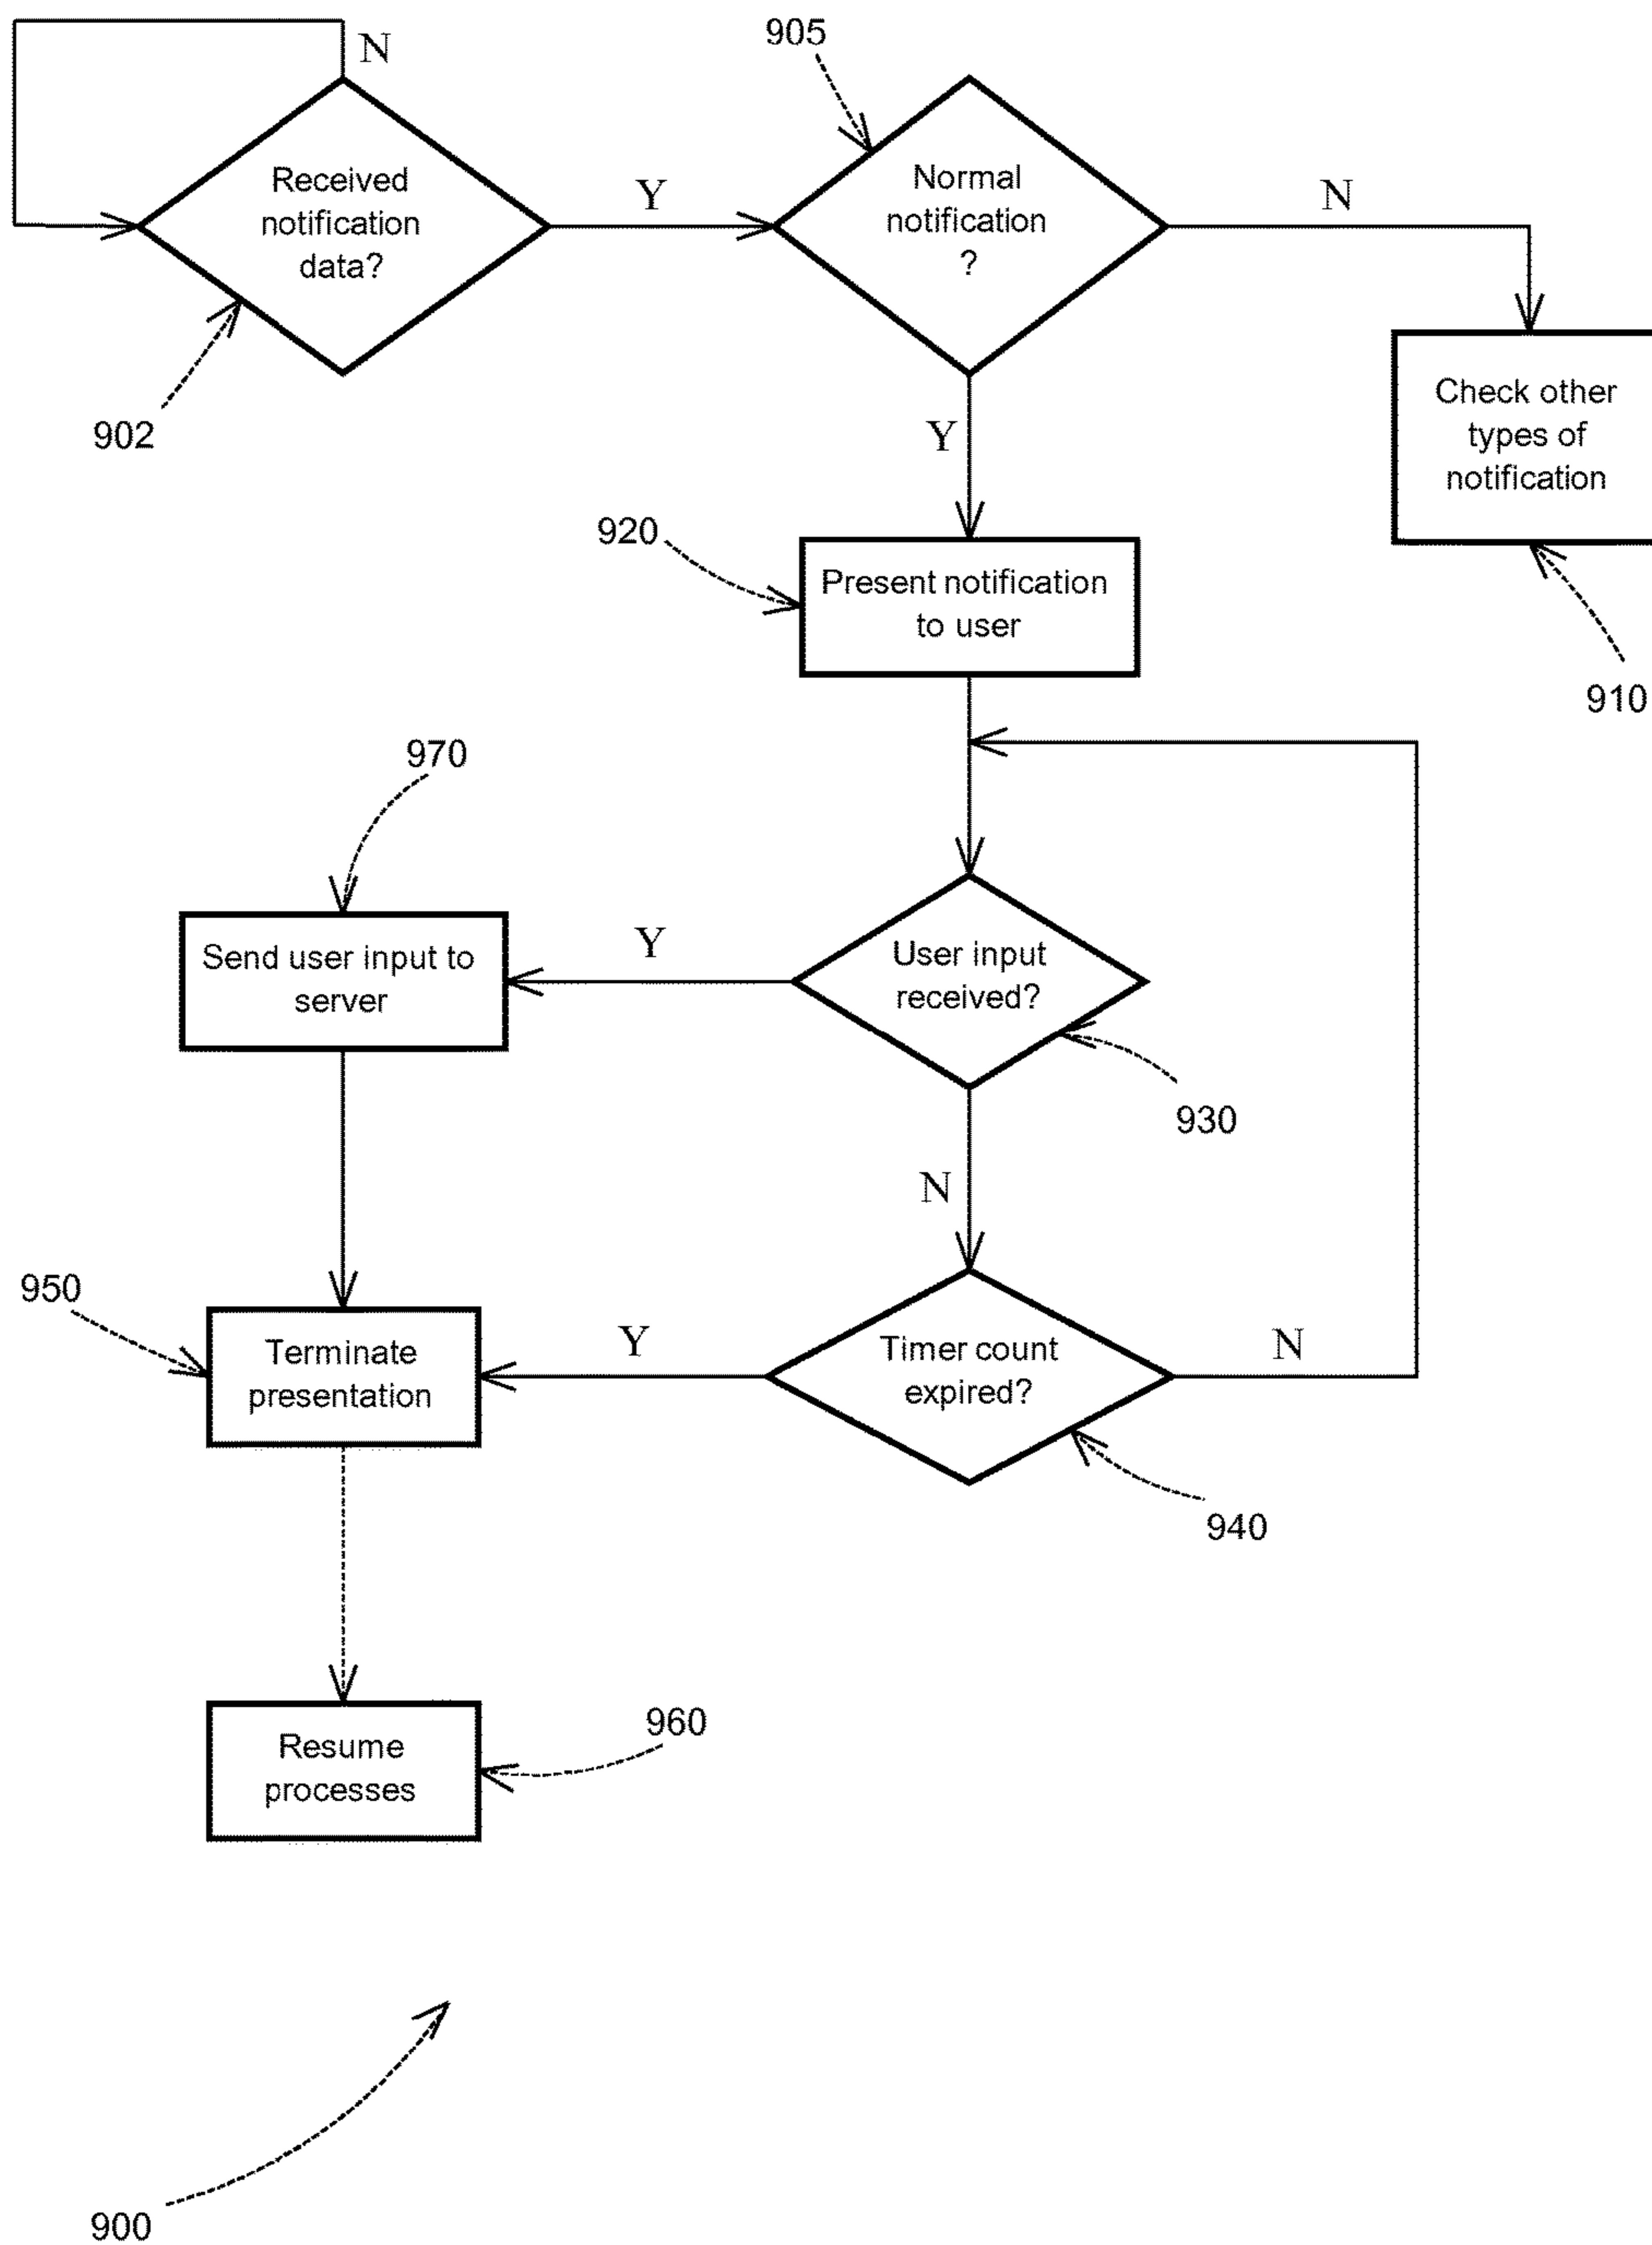 N
905
Received
notification
data?
Y
Normal
notification
?
N
902
Y
Check other
types of
notification
920
Present notification
to user
910
970
Send user input to
server
Y
User input
received?
930
N
950
Terminate
presentation
Y
Timer count
expired?
N
940
Resume
processes
960
900